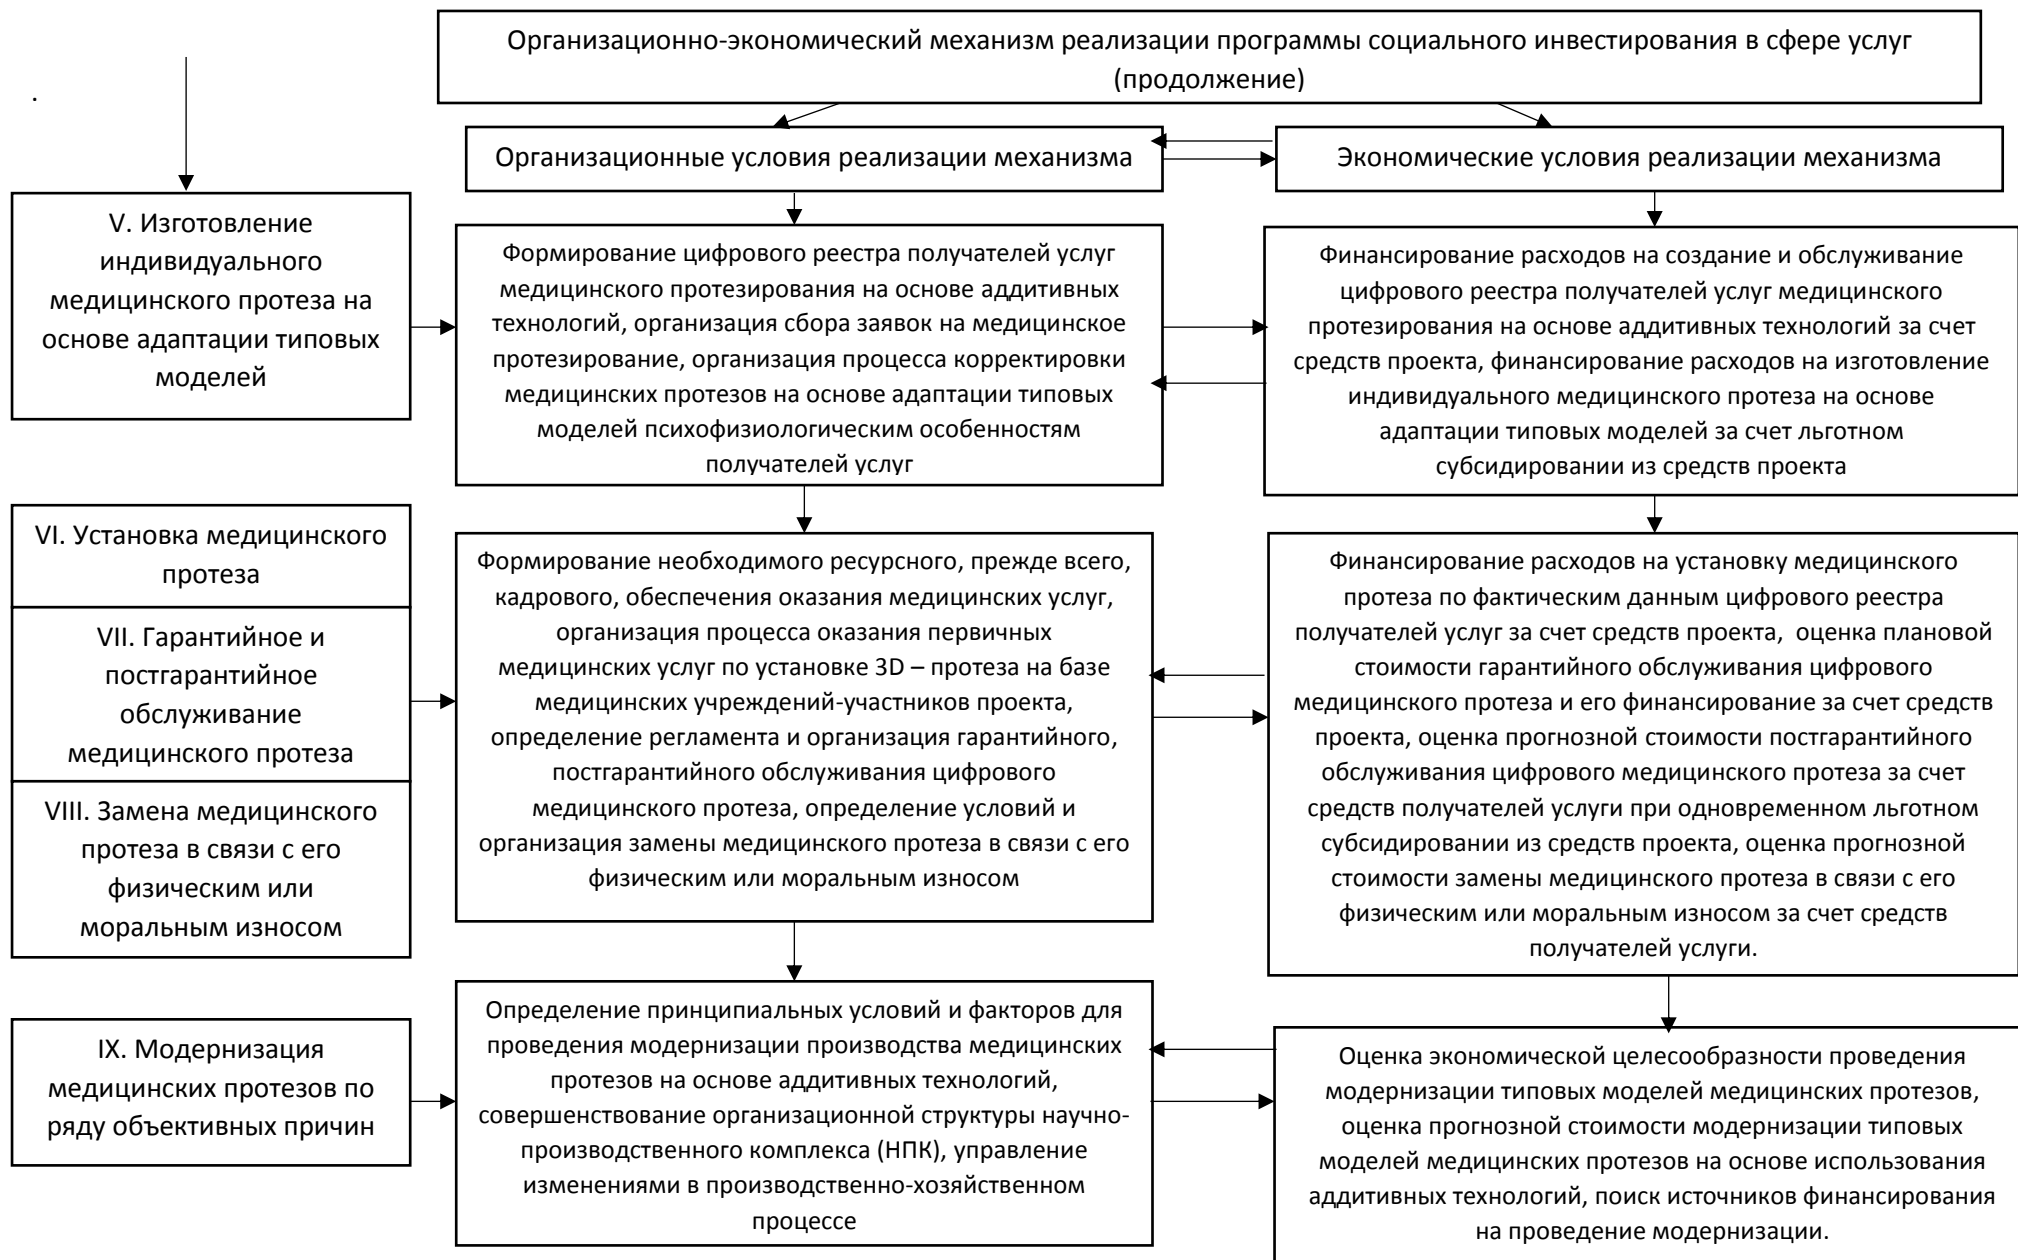 Организационно-экономический механизм реализации программы социального инвестирования в сфере услуг
(продолжение)
.
Организационные условия реализации механизма
Экономические условия реализации механизма
V. Изготовление
индивидуального
медицинского протеза на
основе адаптации типовых
моделей
Формирование цифрового реестра получателей услуг
медицинского протезирования на основе аддитивных
технологий, организация сбора заявок на медицинское
протезирование, организация процесса корректировки
медицинских протезов на основе адаптации типовых
моделей психофизиологическим особенностям
получателей услуг
Финансирование расходов на создание и обслуживание
цифрового реестра получателей услуг медицинского
протезирования на основе аддитивных технологий за счет
средств проекта, финансирование расходов на изготовление
индивидуального медицинского протеза на основе
адаптации типовых моделей за счет льготном
субсидировании из средств проекта
VI. Установка медицинского
протеза
VII. Гарантийное и
постгарантийное
обслуживание
медицинского протеза
VIII. Замена медицинского
протеза в связи с его
физическим или
моральным износом
Формирование необходимого ресурсного, прежде всего,
кадрового, обеспечения оказания медицинских услуг,
организация процесса оказания первичных
медицинских услуг по установке 3D – протеза на базе
медицинских учреждений-участников проекта,
определение регламента и организация гарантийного,
постгарантийного обслуживания цифрового
медицинского протеза, определение условий и
организация замены медицинского протеза в связи с его
физическим или моральным износом
Финансирование расходов на установку медицинского
протеза по фактическим данным цифрового реестра
получателей услуг за счет средств проекта, оценка плановой
стоимости гарантийного обслуживания цифрового
медицинского протеза и его финансирование за счет средств
проекта, оценка прогнозной стоимости постгарантийного
обслуживания цифрового медицинского протеза за счет
средств получателей услуги при одновременном льготном
субсидировании из средств проекта, оценка прогнозной
стоимости замены медицинского протеза в связи с его
физическим или моральным износом за счет средств
получателей услуги.
IX. Модернизация
медицинских протезов по
ряду объективных причин
Определение принципиальных условий и факторов для
проведения модернизации производства медицинских
протезов на основе аддитивных технологий,
совершенствование организационной структуры научно-
производственного комплекса (НПК), управление
изменениями в производственно-хозяйственном
процессе
Оценка экономической целесообразности проведения
модернизации типовых моделей медицинских протезов,
оценка прогнозной стоимости модернизации типовых
моделей медицинских протезов на основе использования
аддитивных технологий, поиск источников финансирования
на проведение модернизации.